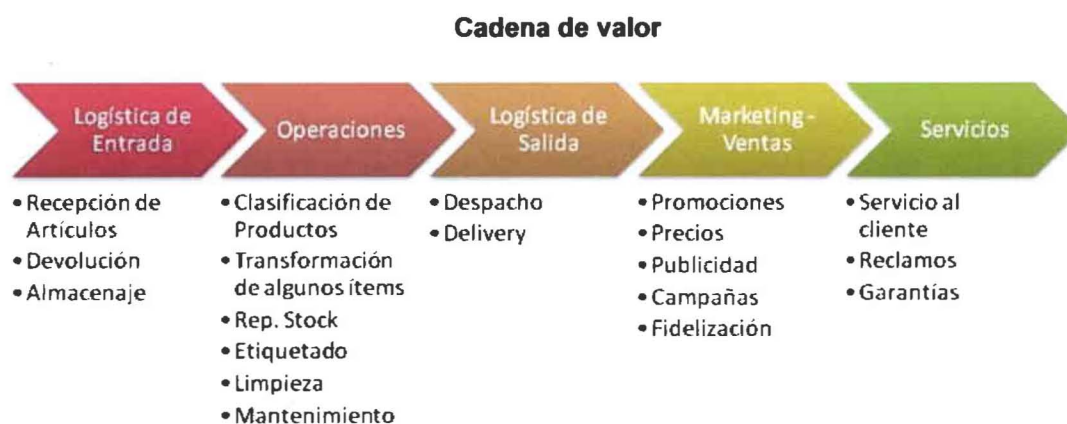 Cadena de valor
Logística de
Entrada
Operaciones
Logística de
Salida
Marketing -
Ventas
Servicios
• Recepción de
Artículos
• Devolución
• Almacenaje
• Clasificación de
Productos
• Transformación
de algunos ítems
• Rep. Stock
• Etiquetado
• Limpieza
• Mantenimiento
• Despacho
• Delivery
• Promociones
• Precios
• Publicidad
• Campañas
• Fidelización
• Servicio al
cliente
• Reclamos
• Garantías